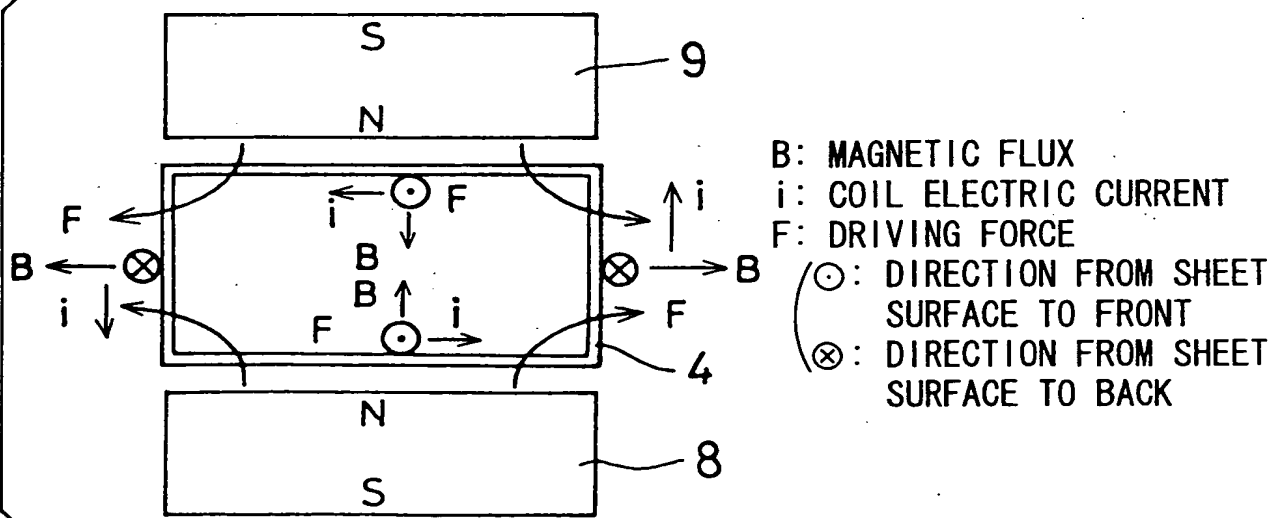 S
9
N
B: MAGNETIC FLUX
i: COIL ELECTRIC CURRENT
F: DRIVING FORCE
⊙: DIRECTION FROM SHEET
SURFACE TO FRONT
⊗: DIRECTION FROM SHEET
SURFACE TO BACK
i
F
F
i
B
B
B
B
i
F
i
F
4
N
8
S